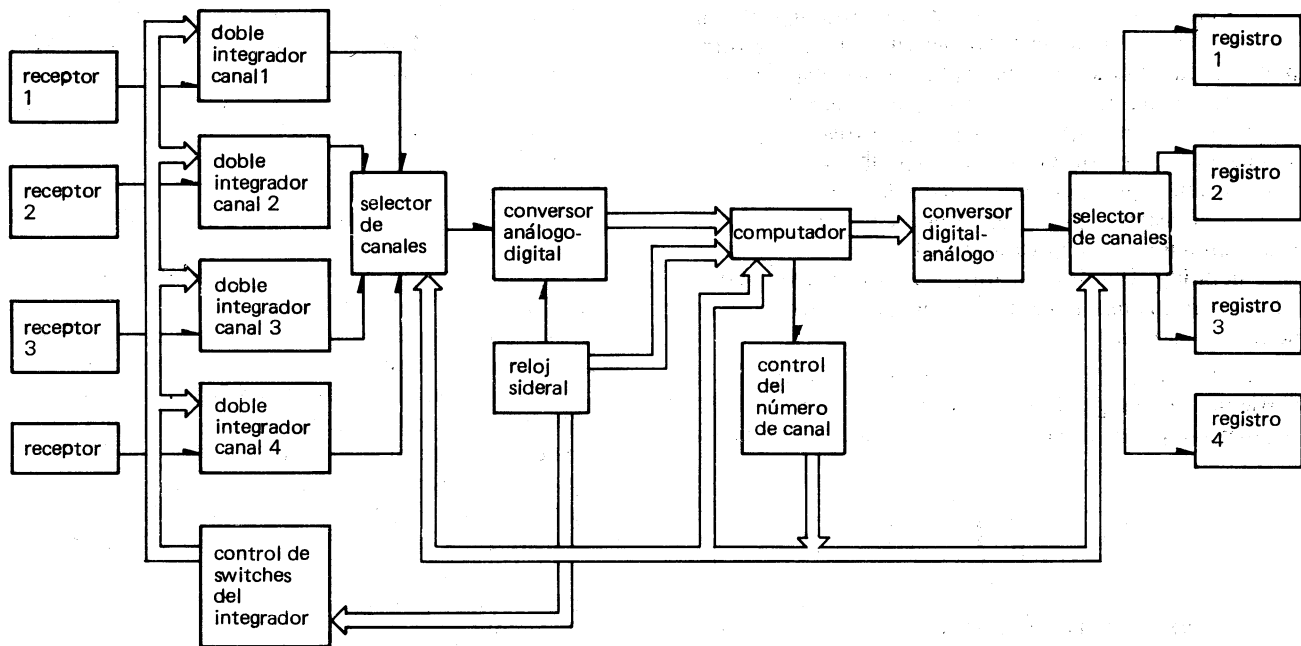 receptor
1
receptor
2
receptor
3
receptor
doble
integrador
canal 1
doble
integrador
canal 2
doble
integrador
canal 3
doble
integrador
canal 4
control de
switches
del
integrador
selector
de
canales
conversor
análogo-
digital
reloj
sideral
computador
control
del
número
de canal
conversor
digital-
análogo
selector
de canales
registro
1
registro
2
registro
3
registro
4